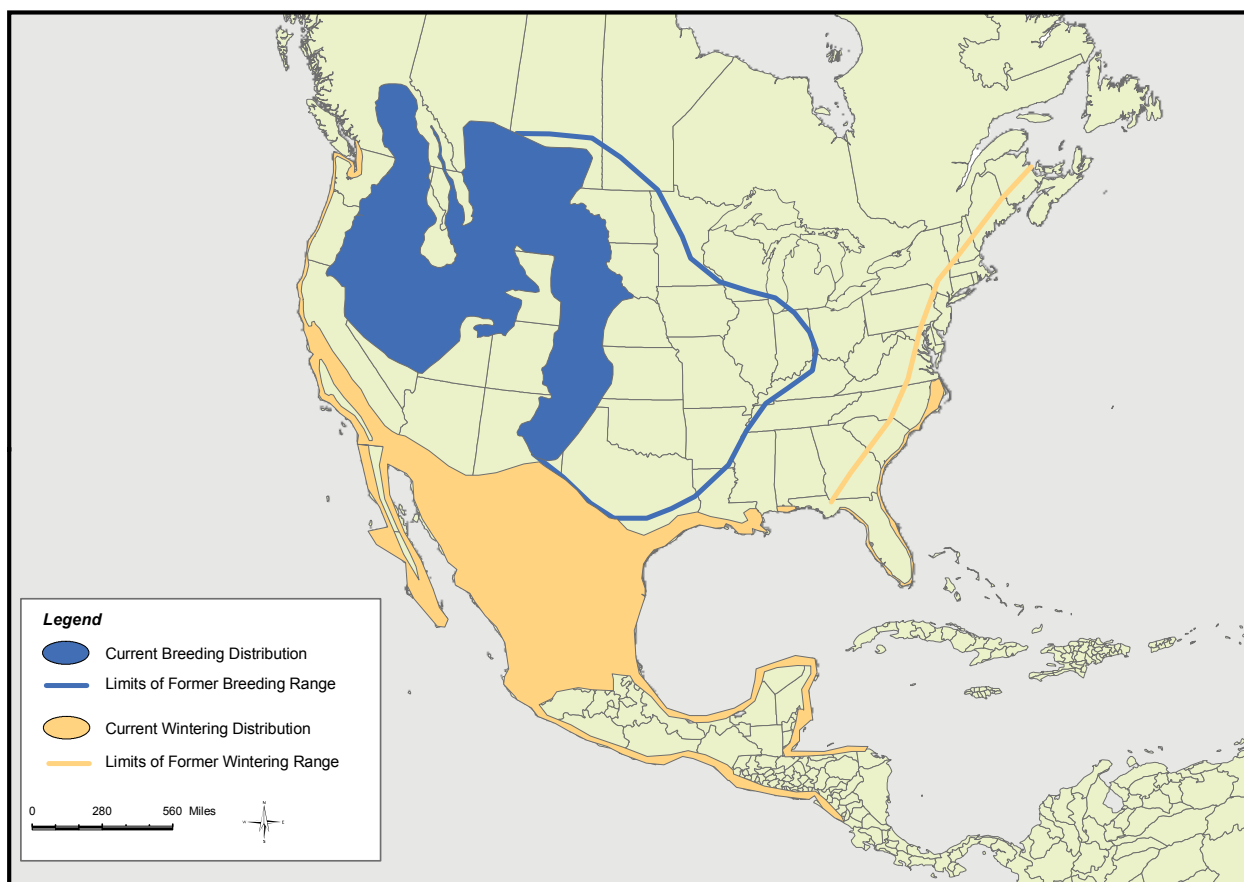 Legend
Current Breeding Distribution
Limits of Former Breeding Range
Current Wintering Distribution
Limits of Former Wintering Range
0 280 560 Miles
N
W E
S